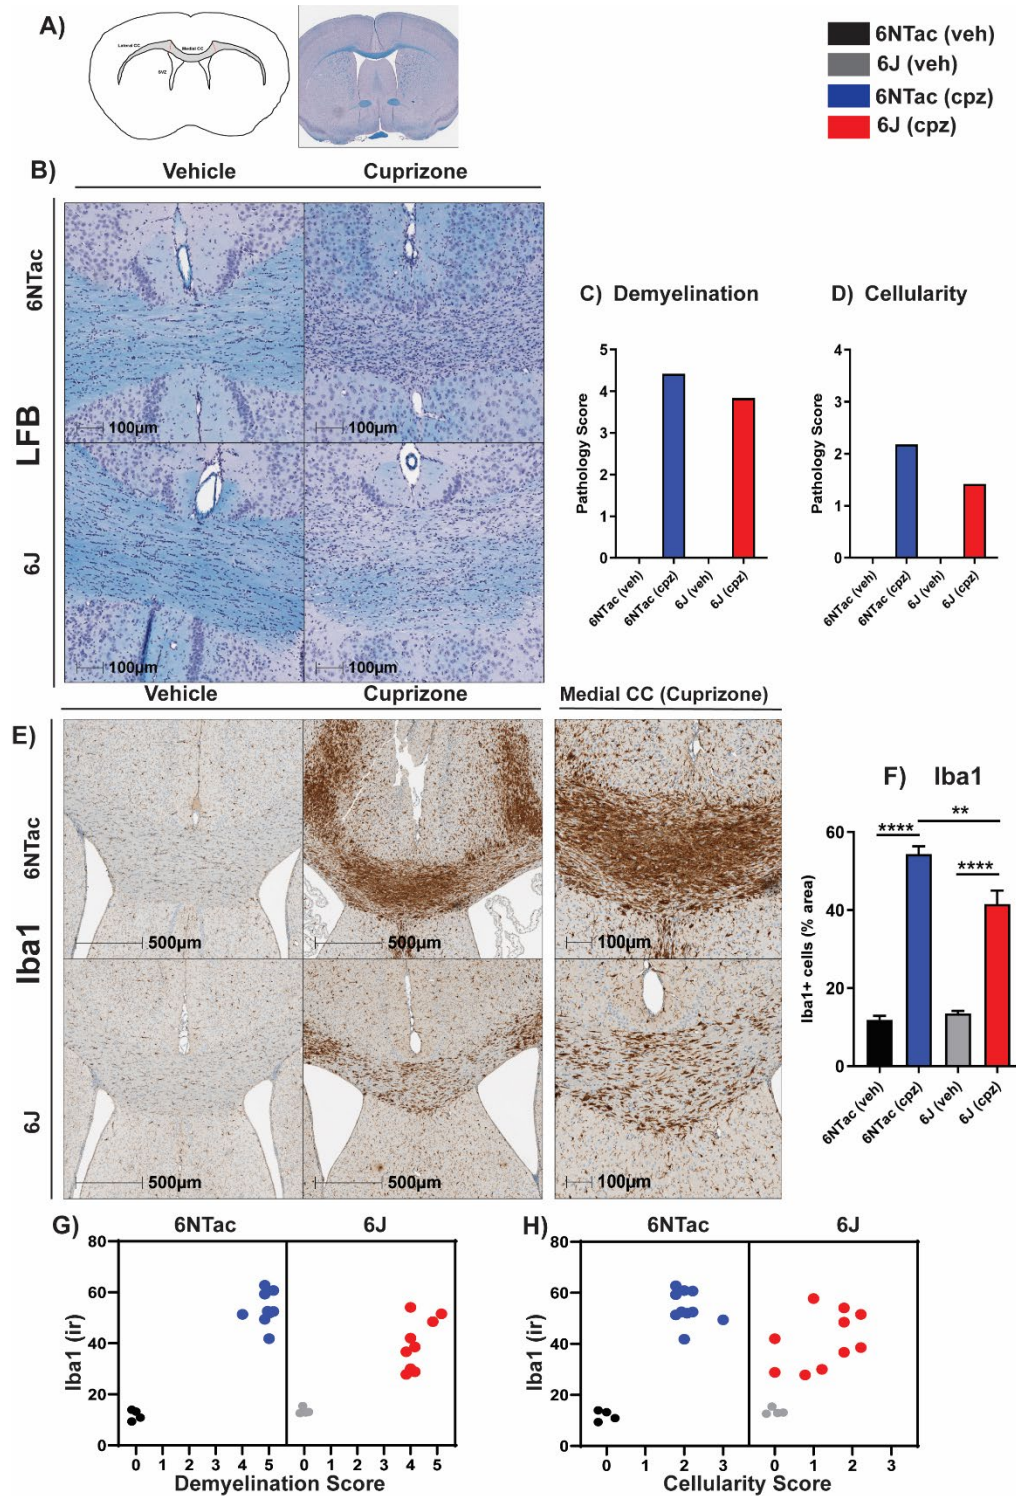 A)
Lateral CC
Medial CC
SVZ
6NTac (veh)
6J (veh)
6NTac (cpz)
6J (cpz)
B)
Vehicle
Cuprizone
LFB
6NTac
6J
100µm
100µm
100µm
100µm
C) Demyelination
Pathology Score
5
4
3
2
1
0
6NTac (veh)
6NTac (cpz)
6J (veh)
6J (cpz)
D) Cellularity
Pathology Score
4
3
2
1
0
6NTac (veh)
6NTac (cpz)
6J (veh)
6J (cpz)
E)
Vehicle
Cuprizone
Medial CC (Cuprizone)
Iba1
6NTac
6J
500µm
500µm
100µm
500µm
500µm
100µm
F) Iba1
Iba1+ cells (% area)
60
40
20
0
****
**
****
6NTac (veh)
6NTac (cpz)
6J (veh)
6J (cpz)
G)
6NTac
6J
Iba1 (ir)
80
60
40
20
0
0 1 2 3 4 5
0 1 2 3 4 5
Demyelination Score
H)
6NTac
6J
Iba1 (ir)
80
60
40
20
0
0 1 2 3
0 1 2 3
Cellularity Score